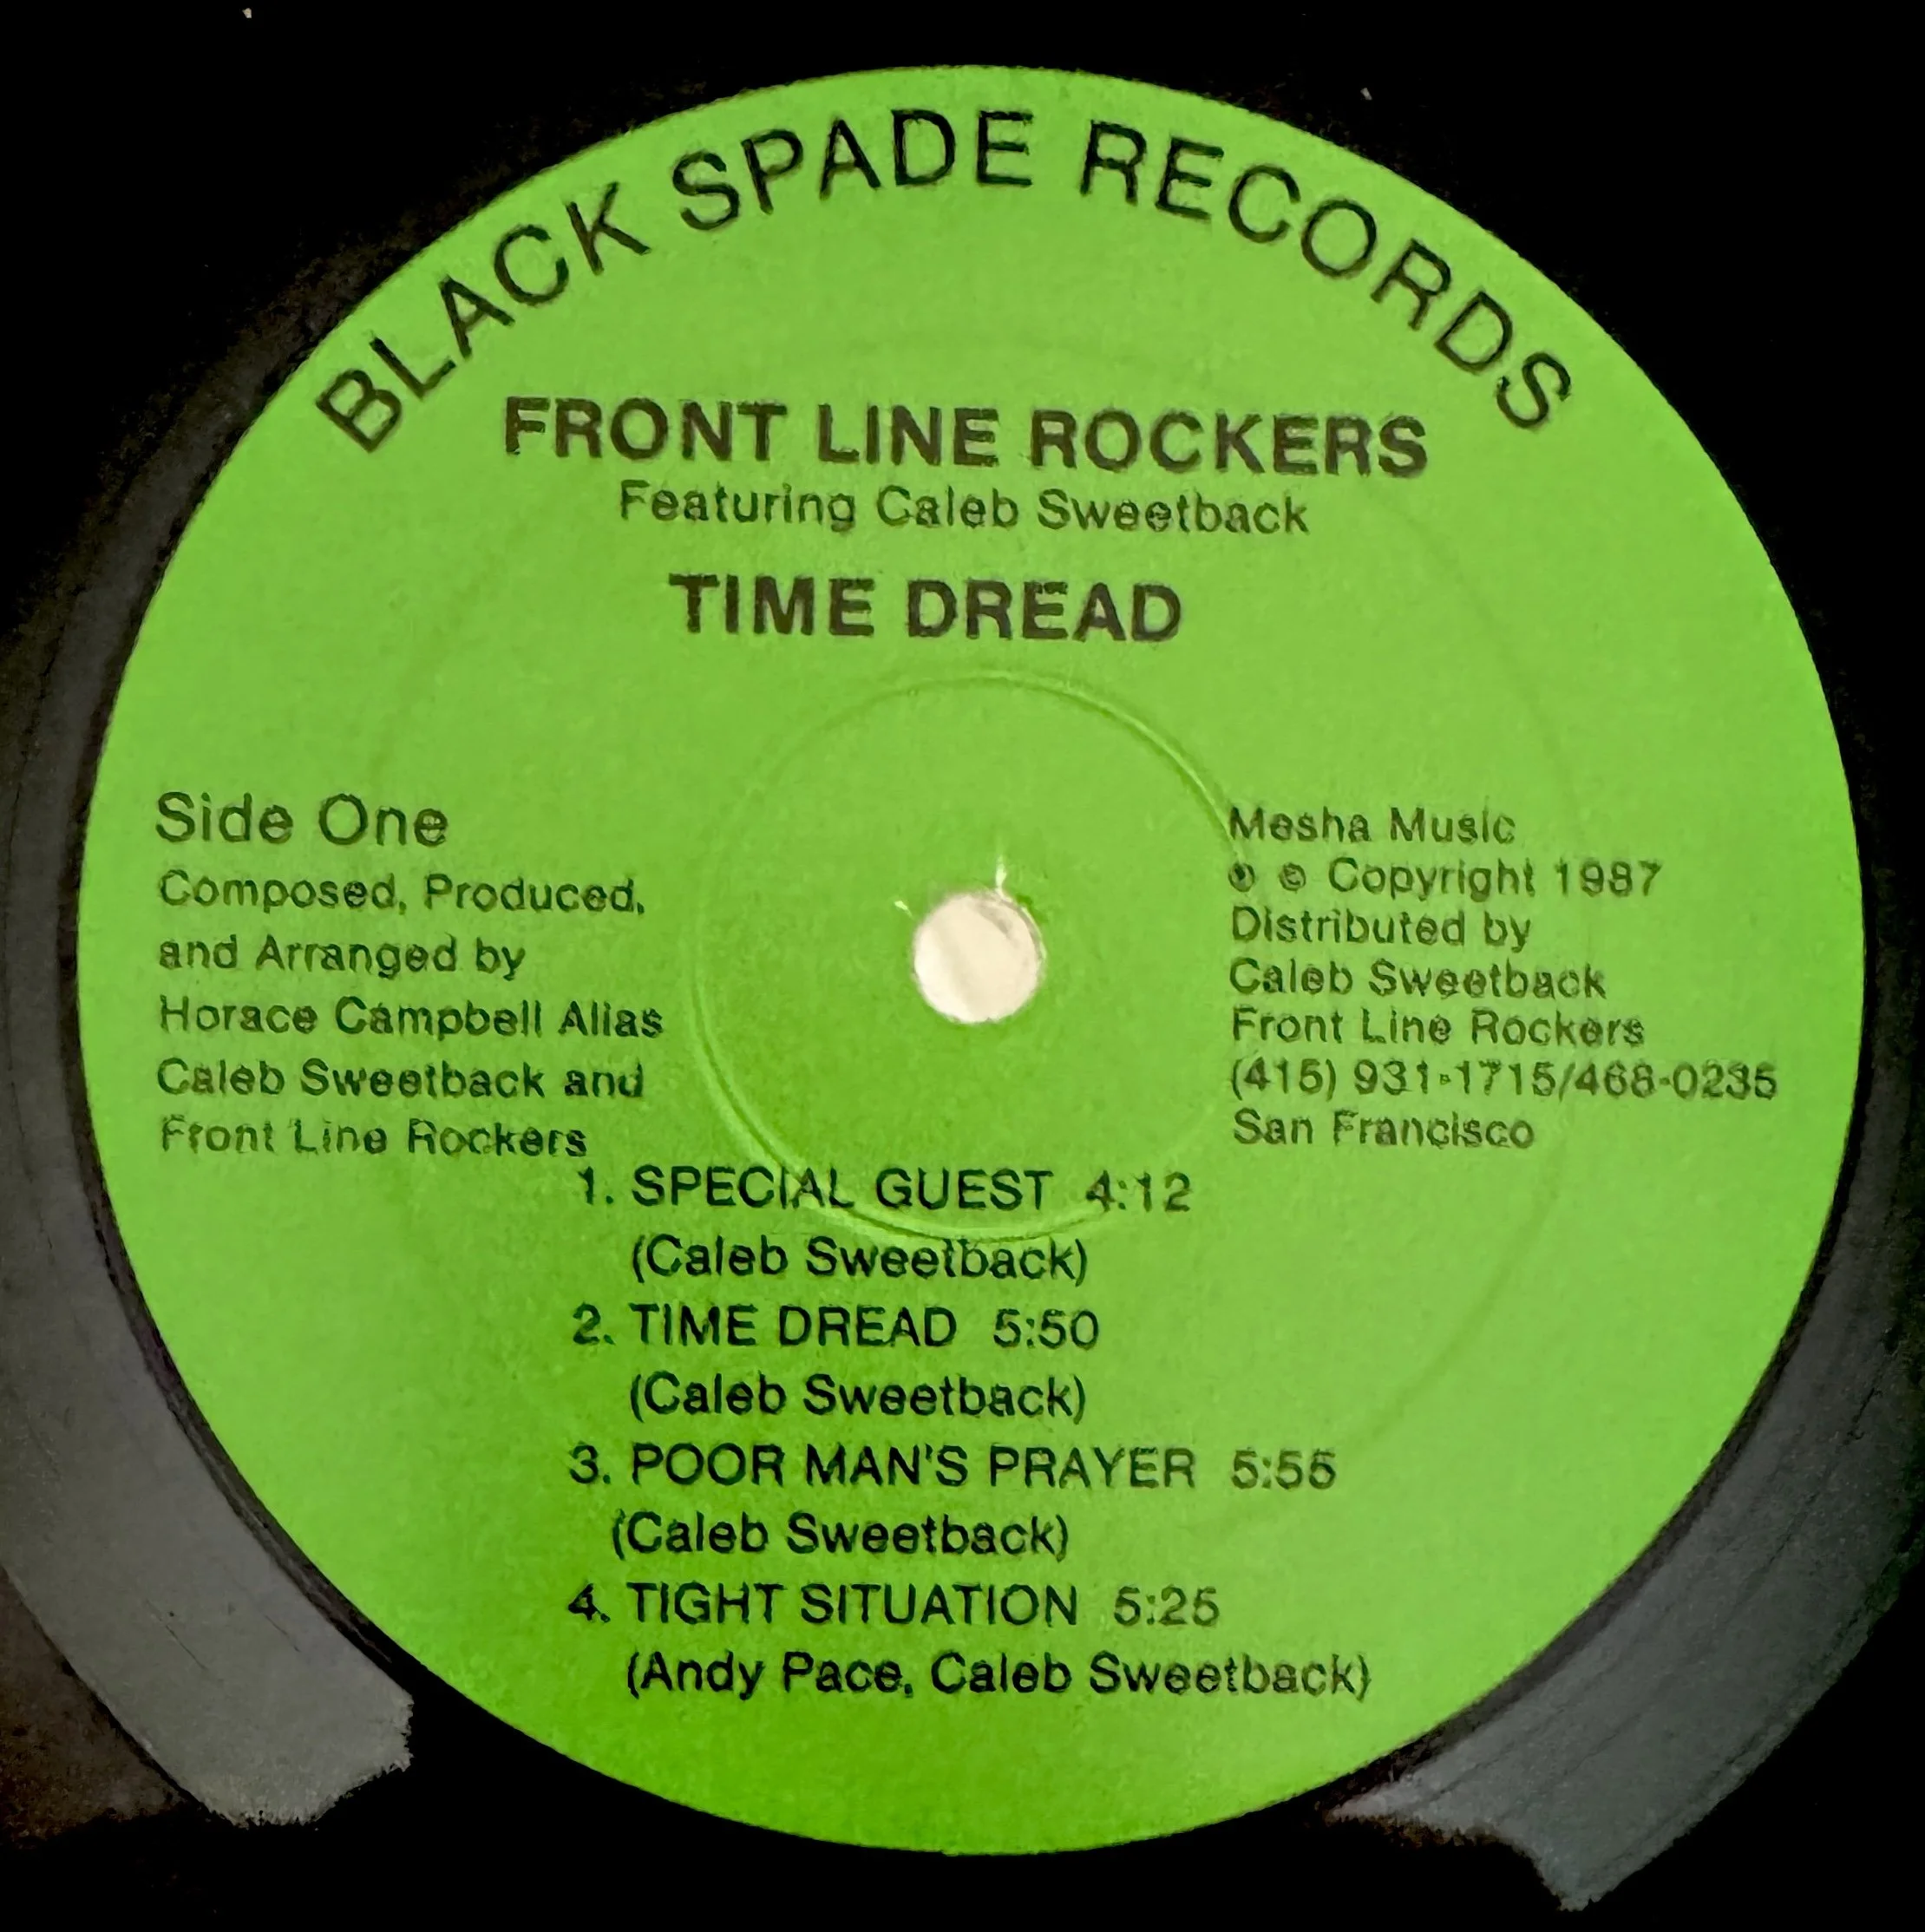 BLACK SPADE RECORDS
FRONT LINE ROCKERS
Featuring Caleb Sweetback
TIME DREAD
Side One
Composed, Produced,
and Arranged by
Horace Campbell Alias
Caleb Sweetback and
Front Line Rockers
Mesha Music
℗ © Copyright 1987
Distributed by
Caleb Sweetback
Front Line Rockers
(415) 931-1715/468-0235
San Francisco
1. SPECIAL GUEST 4:12
(Caleb Sweetback)
2. TIME DREAD 5:50
(Caleb Sweetback)
3. POOR MAN'S PRAYER 5:55
(Caleb Sweetback)
4. TIGHT SITUATION 5:25
(Andy Pace, Caleb Sweetback)